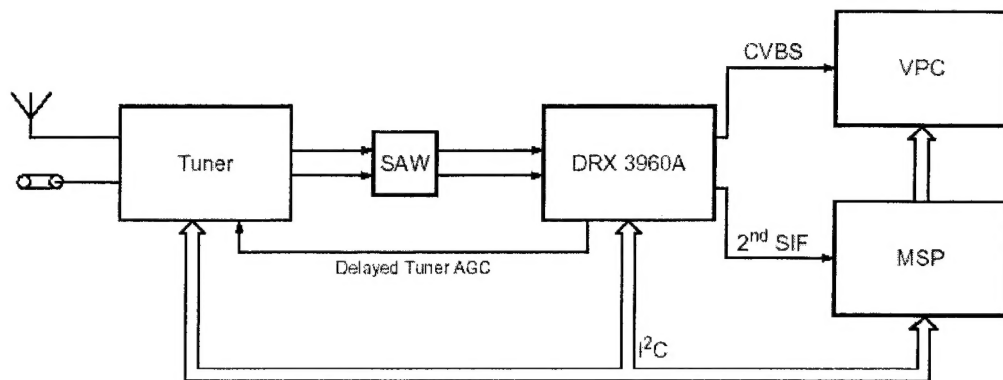 CVBS
VPC
Tuner
SAW
DRX 3960A
2nd SIF
MSP
Delayed Tuner AGC
I2C